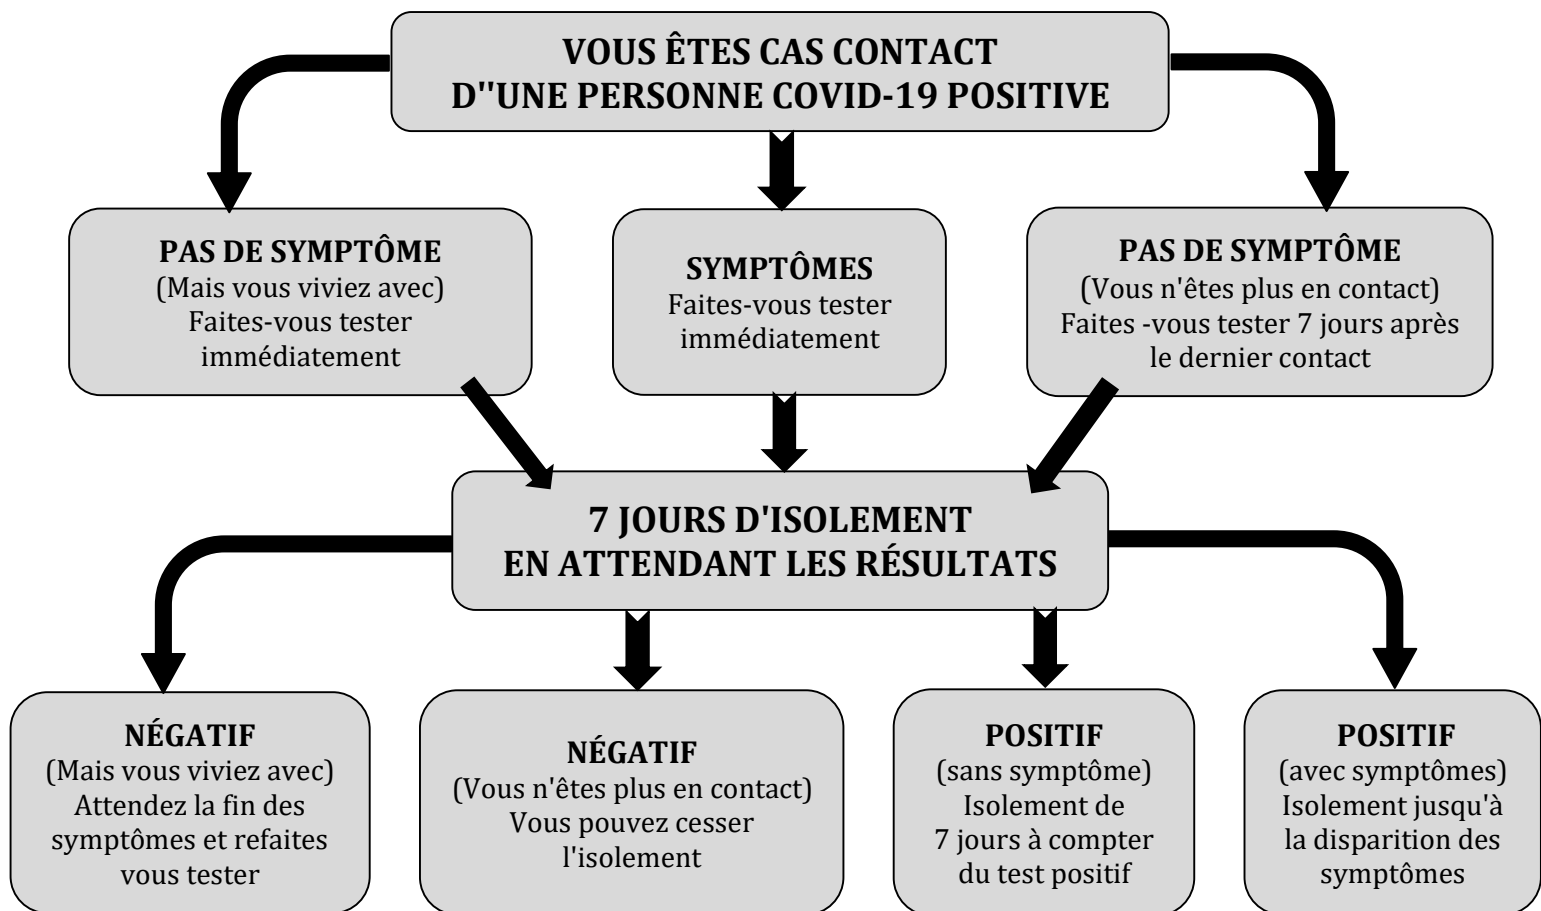 VOUS ÊTES CAS CONTACT
D''UNE PERSONNE COVID-19 POSITIVE
PAS DE SYMPTÔME
(Mais vous viviez avec)
Faites-vous tester
immédiatement
SYMPTÔMES
Faites-vous tester
immédiatement
PAS DE SYMPTÔME
(Vous n'êtes plus en contact)
Faites -vous tester 7 jours après
le dernier contact
7 JOURS D'ISOLEMENT
EN ATTENDANT LES RÉSULTATS
NÉGATIF
(Mais vous viviez avec)
Attendez la fin des
symptômes et refaites
vous tester
NÉGATIF
(Vous n'êtes plus en contact)
Vous pouvez cesser
l'isolement
POSITIF
(sans symptôme)
Isolement de
7 jours à compter
du test positif
POSITIF
(avec symptômes)
Isolement jusqu'à
la disparition des
symptômes